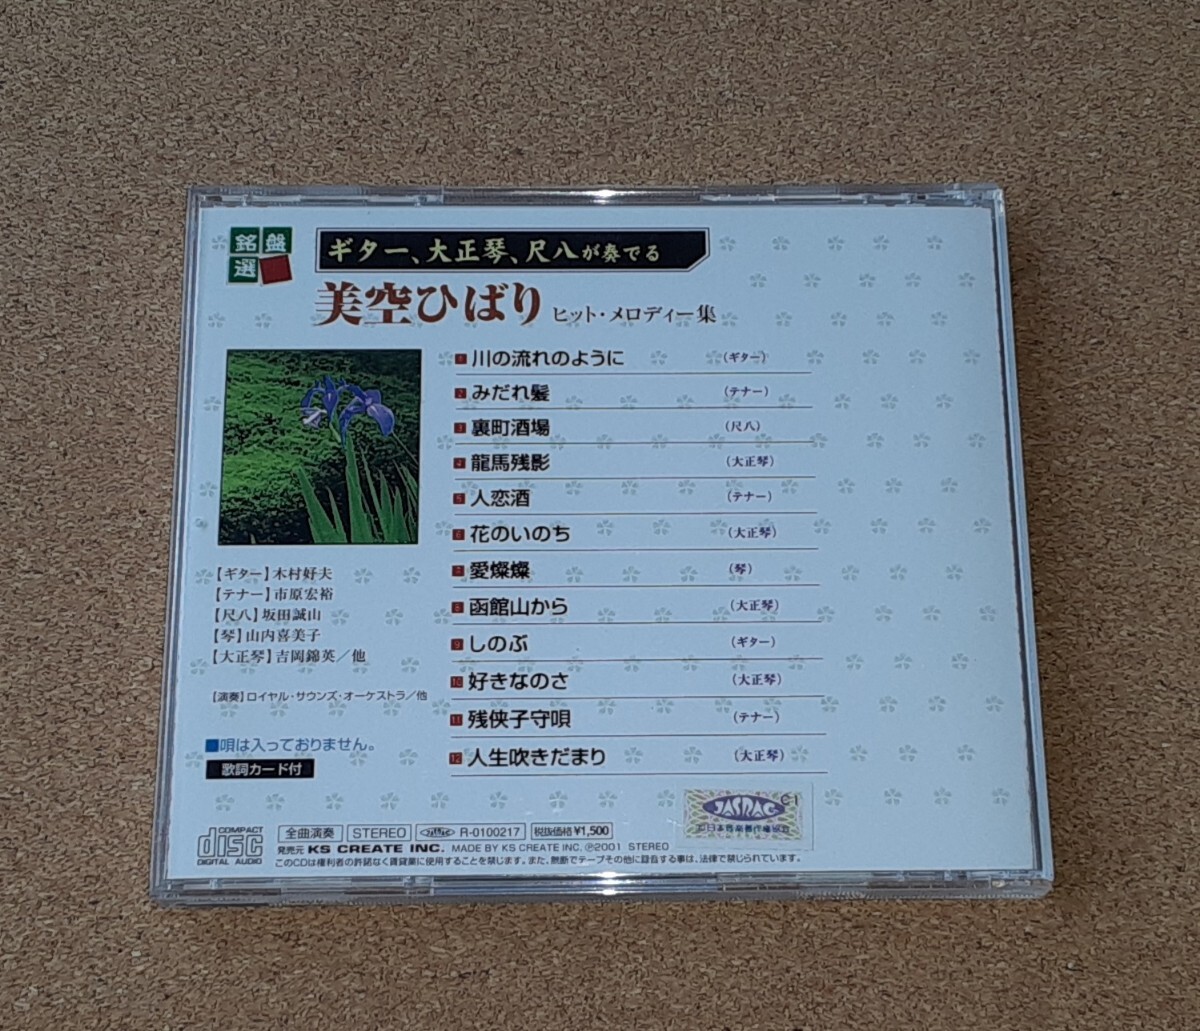 銘盤
選
ギター、大正琴、尺八が奏でる
美空ひばり ヒット・メロディー集
1 川の流れのように (ギター)
2 みだれ髪 (テナー)
3 裏町酒場 (尺八)
4 龍馬残影 (大正琴)
5 人恋酒 (テナー)
6 花のいのち (大正琴)
7 愛燦燦 (琴)
8 函館山から (大正琴)
9 しのぶ (ギター)
10 好きなのさ (大正琴)
11 残侠子守唄 (テナー)
12 人生吹きだまり (大正琴)
【ギター】木村好夫
【テナー】市原宏裕
【尺八】坂田誠山
【琴】山内喜美子
【大正琴】吉岡錦英/他
【演奏】ロイヤル・サウンズ・オーケストラ/他
■唄は入っておりません。
歌詞カード付
JASRAC
C1
COMPACT
disc
DIGITAL AUDIO
全曲演奏 STEREO R-0100217 税抜価格¥1,500
発売元 KS CREATE INC. MADE BY KS CREATE INC. ℗2001 STEREO
このCDは権利者の許諾なく賃貸業に使用することを禁じます。また、無断でテープその他に録音する事は、法律で禁じられています。